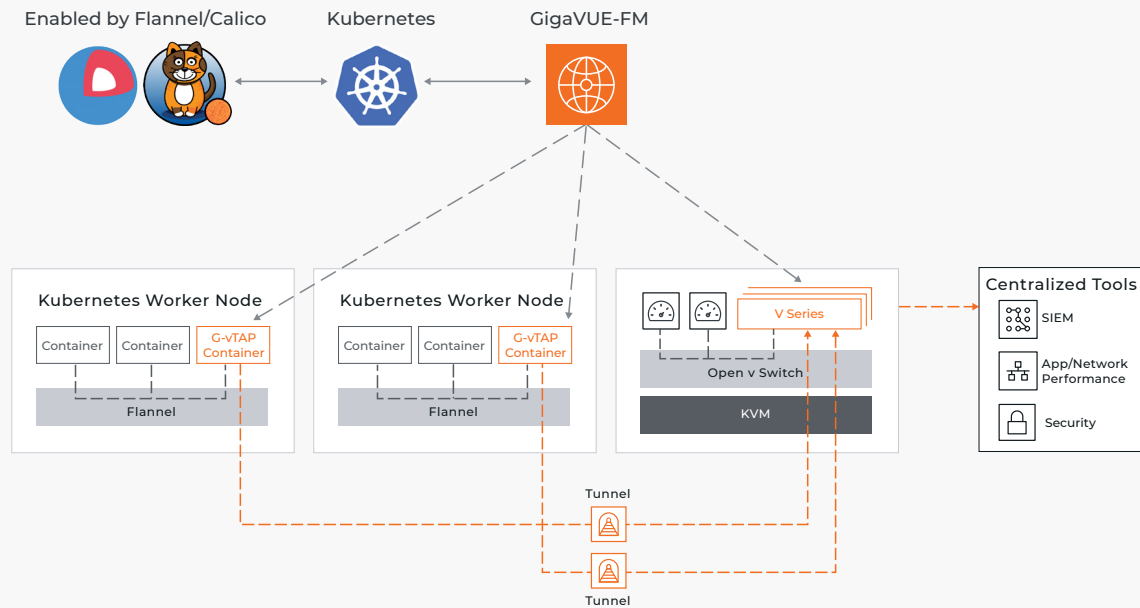 Enabled by Flannel/Calico
Kubernetes
GigaVUE-FM
Kubernetes Worker Node
Container
Container
G-vTAP
Container
Flannel
Kubernetes Worker Node
Container
Container
G-vTAP
Container
Flannel
V Series
Open v Switch
KVM
Centralized Tools
SIEM
App/Network
Performance
Security
Tunnel
Tunnel